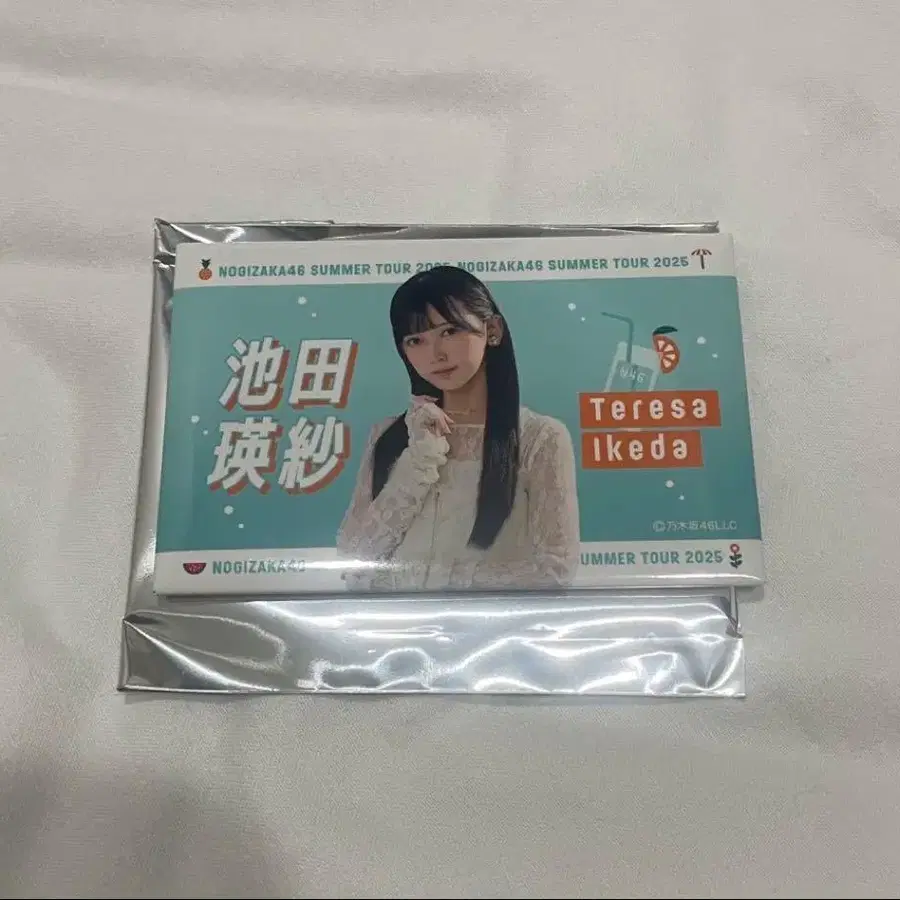 NOGIZAKA46 SUMMER TOUR 2025 NOGIZAKA46 SUMMER TOUR 2025
池田
瑛紗
N46
Teresa
Ikeda
©乃木坂46LLC
NOGIZAKA46 UMMER TOUR 2025